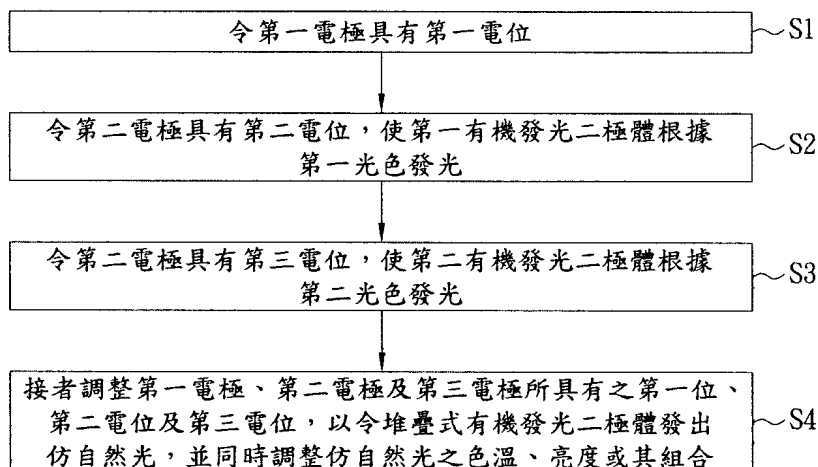 令第一電極具有第一電位
S1
令第二電極具有第二電位，使第一有機發光二極體根據
第一光色發光
S2
令第二電極具有第三電位，使第二有機發光二極體根據
第二光色發光
S3
接者調整第一電極、第二電極及第三電極所具有之第一位、
第二電位及第三電位，以令堆疊式有機發光二極體發出
仿自然光，並同時調整仿自然光之色溫、亮度或其組合
S4